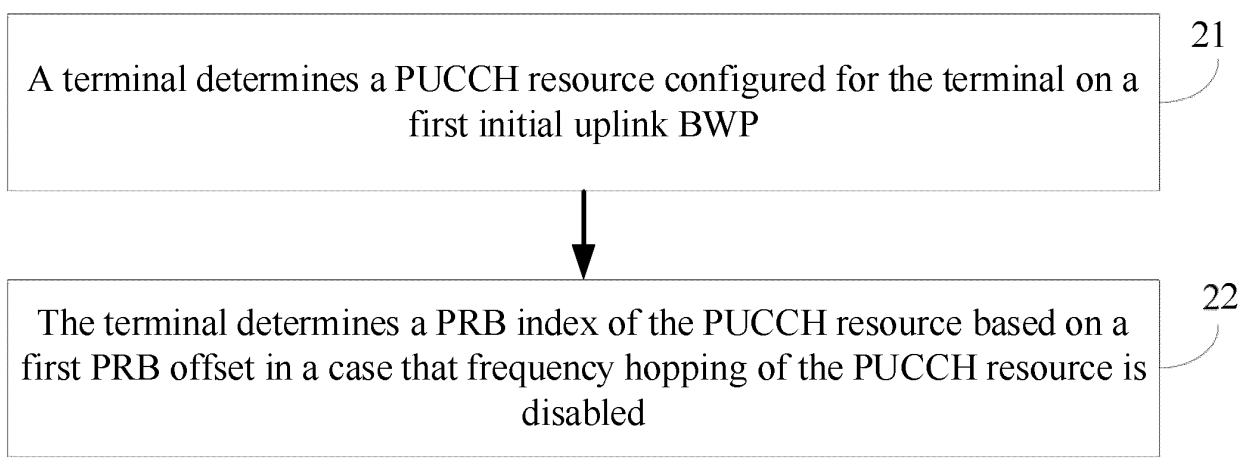 21
A terminal determines a PUCCH resource configured for the terminal on a
first initial uplink BWP
22
The terminal determines a PRB index of the PUCCH resource based on a
first PRB offset in a case that frequency hopping of the PUCCH resource is
disabled